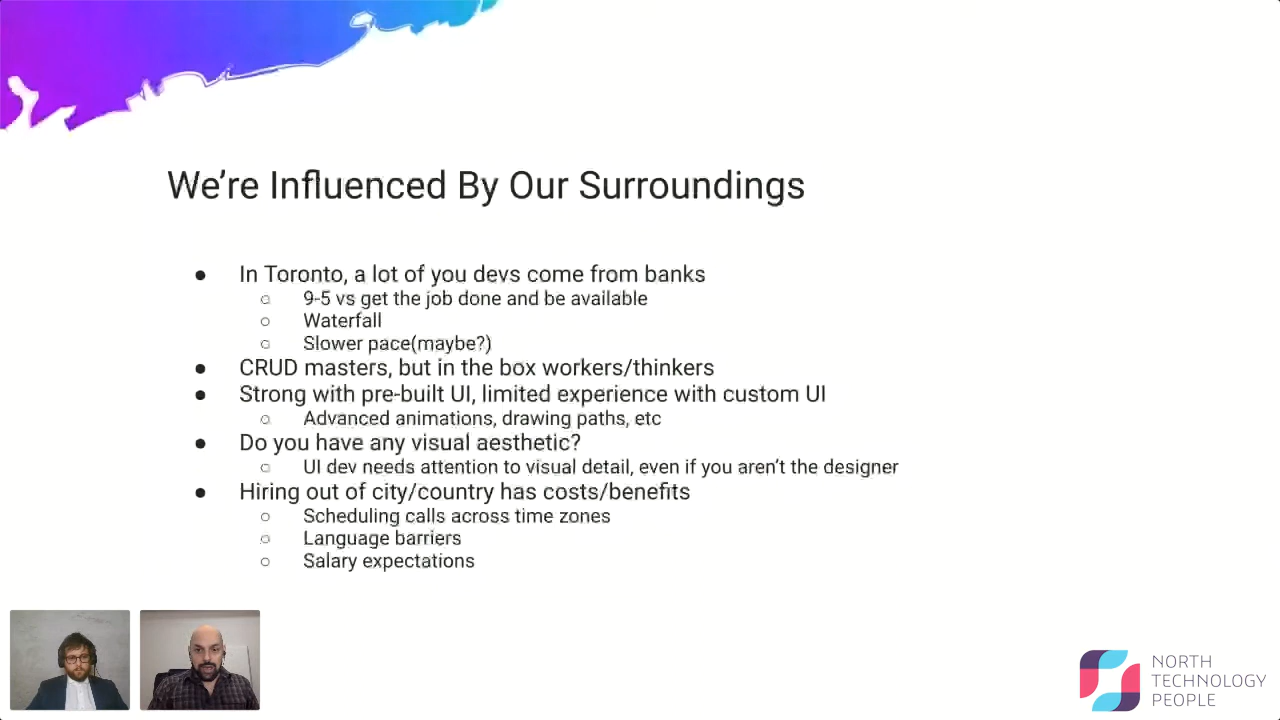 We're Influenced By Our Surroundings
● In Toronto, a lot of you devs come from banks
○ 9-5 vs get the job done and be available
○ Waterfall
○ Slower pace(maybe?)
● CRUD masters, but in the box workers/thinkers
● Strong with pre-built UI, limited experience with custom UI
○ Advanced animations, drawing paths, etc
● Do you have any visual aesthetic?
○ UI dev needs attention to visual detail, even if you aren't the designer
● Hiring out of city/country has costs/benefits
○ Scheduling calls across time zones
○ Language barriers
○ Salary expectations
NORTH
TECHNOLOGY
PEOPLE